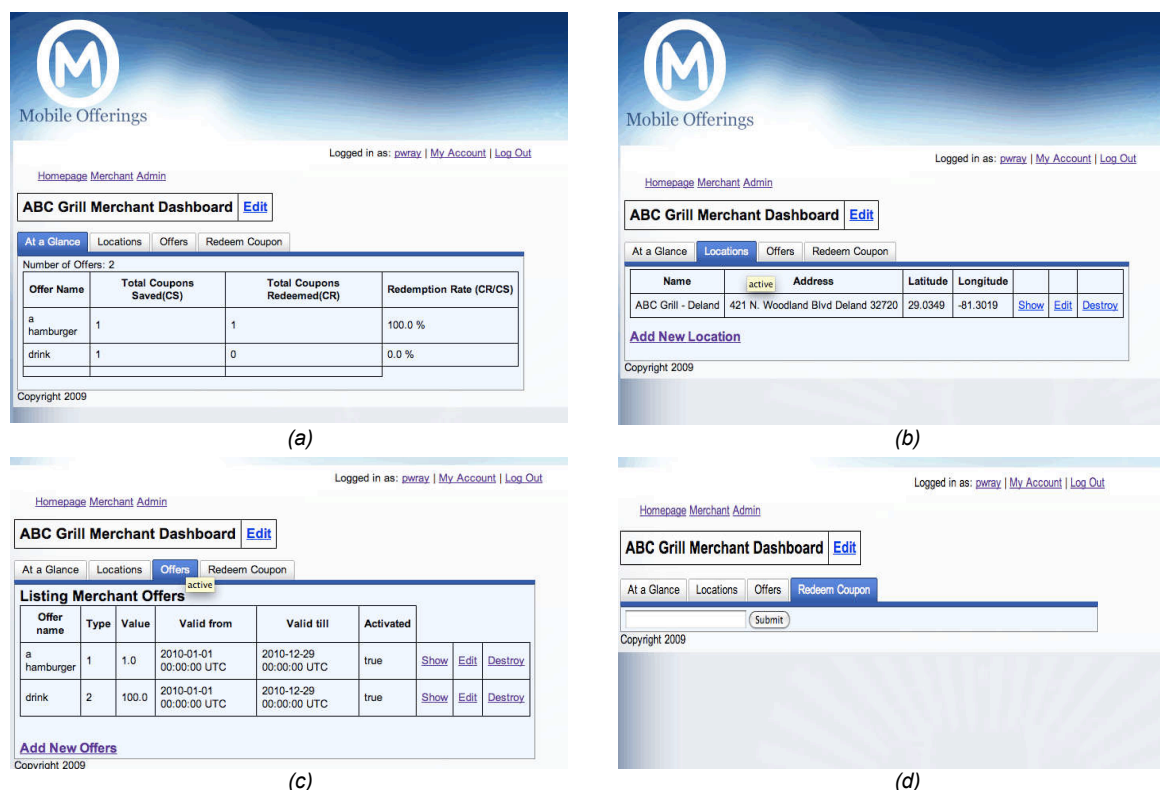 M
Mobile Offerings
Logged in as: pwray | My Account | Log Out
Homepage Merchant Admin
ABC Grill Merchant Dashboard Edit
At a Glance Locations Offers Redeem Coupon
Number of Offers: 2
Offer Name Total Coupons Saved(CS) Total Coupons Redeemed(CR) Redemption Rate (CR/CS)
a hamburger 1 1 100.0 %
drink 1 0 0.0 %
Copyright 2009
(a)
M
Mobile Offerings
Logged in as: pwray | My Account | Log Out
Homepage Merchant Admin
ABC Grill Merchant Dashboard Edit
At a Glance Locations Offers Redeem Coupon
Name active Address Latitude Longitude
ABC Grill - Deland 421 N. Woodland Blvd Deland 32720 29.0349 -81.3019 Show Edit Destroy
Add New Location
Copyright 2009
(b)
Logged in as: pwray | My Account | Log Out
Homepage Merchant Admin
ABC Grill Merchant Dashboard Edit
At a Glance Locations Offers Redeem Coupon
active
Listing Merchant Offers
Offer name Type Value Valid from Valid till Activated
a hamburger 1 1.0 2010-01-01 00:00:00 UTC 2010-12-29 00:00:00 UTC true Show Edit Destroy
drink 2 100.0 2010-01-01 00:00:00 UTC 2010-12-29 00:00:00 UTC true Show Edit Destroy
Add New Offers
Copyright 2009
(c)
Logged in as: pwray | My Account | Log Out
Homepage Merchant Admin
ABC Grill Merchant Dashboard Edit
At a Glance Locations Offers Redeem Coupon
Submit
Copyright 2009
(d)